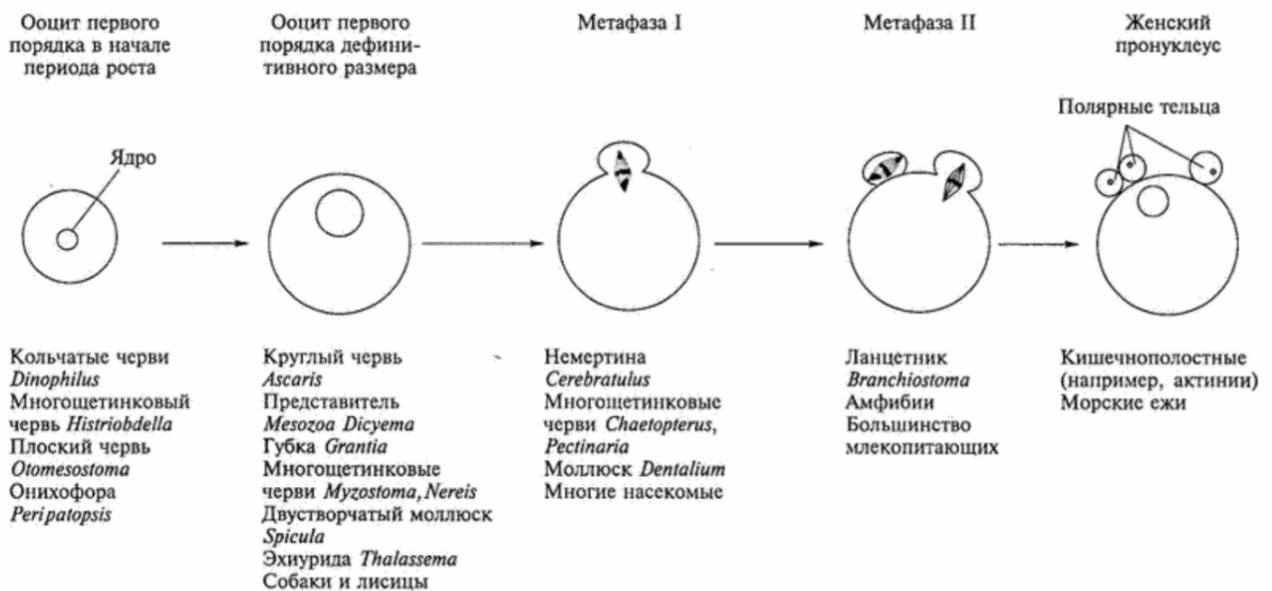 Ооцит первого
порядка в начале
периода роста
Ооцит первого
порядка дефини-
тивного размера
Метафаза I
Метафаза II
Женский
пронуклеус
Ядро
Полярные тельца
Кольчатые черви
Dinophilus
Многощетинковый
червь Histriobdella
Плоский червь
Otomesostoma
Онихофора
Peripatopsis
Круглый червь
Ascaris
Представитель
Mesozoa Dicyema
Губка Grantia
Многощетинковые
черви Myzostoma, Nereis
Двустворчатый моллюск
Spicula
Эхиурида Thalassema
Собаки и лисицы
Немертина
Cerebratulus
Многощетинковые
черви Chaetopterus,
Pectinaria
Моллюск Dentalium
Многие насекомые
Ланцетник
Branchiostoma
Амфибии
Большинство
млекопитающих
Кишечнополостные
(например, актинии)
Морские ежи